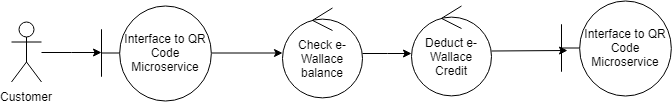 Customer
Interface to QR
Code
Microservice
Check e-
Wallace
balance
Deduct e-
Wallace
Credit
Interface to QR
Code
Microservice